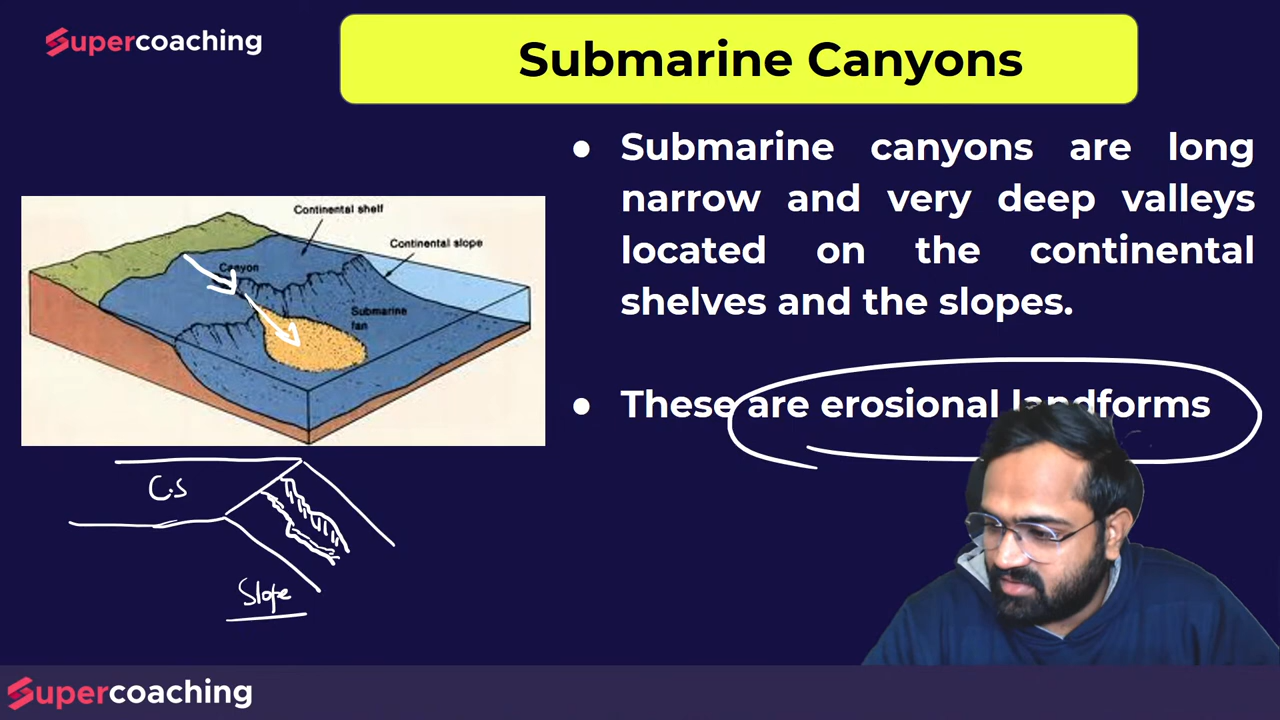 Supercoaching
Submarine Canyons
● Submarine canyons are long
narrow and very deep valleys
located on the continental
shelves and the slopes.
● These are erosional landforms
Continental shelf
Continental slope
Canyon
Submarine
fan
C.S
Slope
Supercoaching